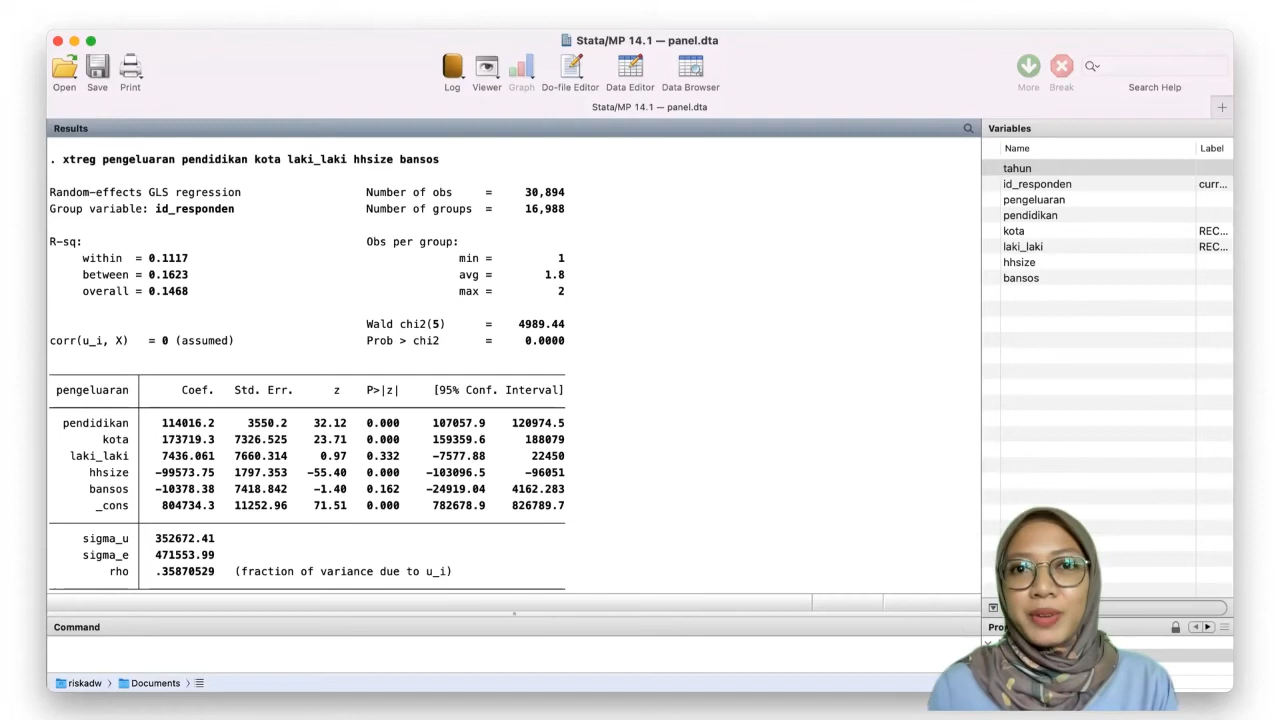 Stata/MP 14.1 — panel.dta
Open Save Print Log Viewer Graph Do-file Editor Data Editor Data Browser More Break Search Help
Stata/MP 14.1 — panel.dta
Results
. xtreg pengeluaran pendidikan kota laki_laki hhsize bansos
Random-effects GLS regression Number of obs = 30,894
Group variable: id_responden Number of groups = 16,988
R-sq: Obs per group:
within = 0.1117 min = 1
between = 0.1623 avg = 1.8
overall = 0.1468 max = 2
Wald chi2(5) = 4989.44
corr(u_i, X) = 0 (assumed) Prob > chi2 = 0.0000
pengeluaran Coef. Std. Err. z P>|z| [95% Conf. Interval]
pendidikan 114016.2 3550.2 32.12 0.000 107057.9 120974.5
kota 173719.3 7326.525 23.71 0.000 159359.6 188079
laki_laki 7436.061 7660.314 0.97 0.332 -7577.88 22450
hhsize -99573.75 1797.353 -55.40 0.000 -103096.5 -96051
bansos -10378.38 7418.842 -1.40 0.162 -24919.04 4162.283
_cons 804734.3 11252.96 71.51 0.000 782678.9 826789.7
sigma_u 352672.41
sigma_e 471553.99
rho .35870529 (fraction of variance due to u_i)
Command
riskadw > Documents >
Variables
Name Label
tahun
id_responden curr...
pengeluaran
pendidikan
kota REC...
laki_laki REC...
hhsize
bansos